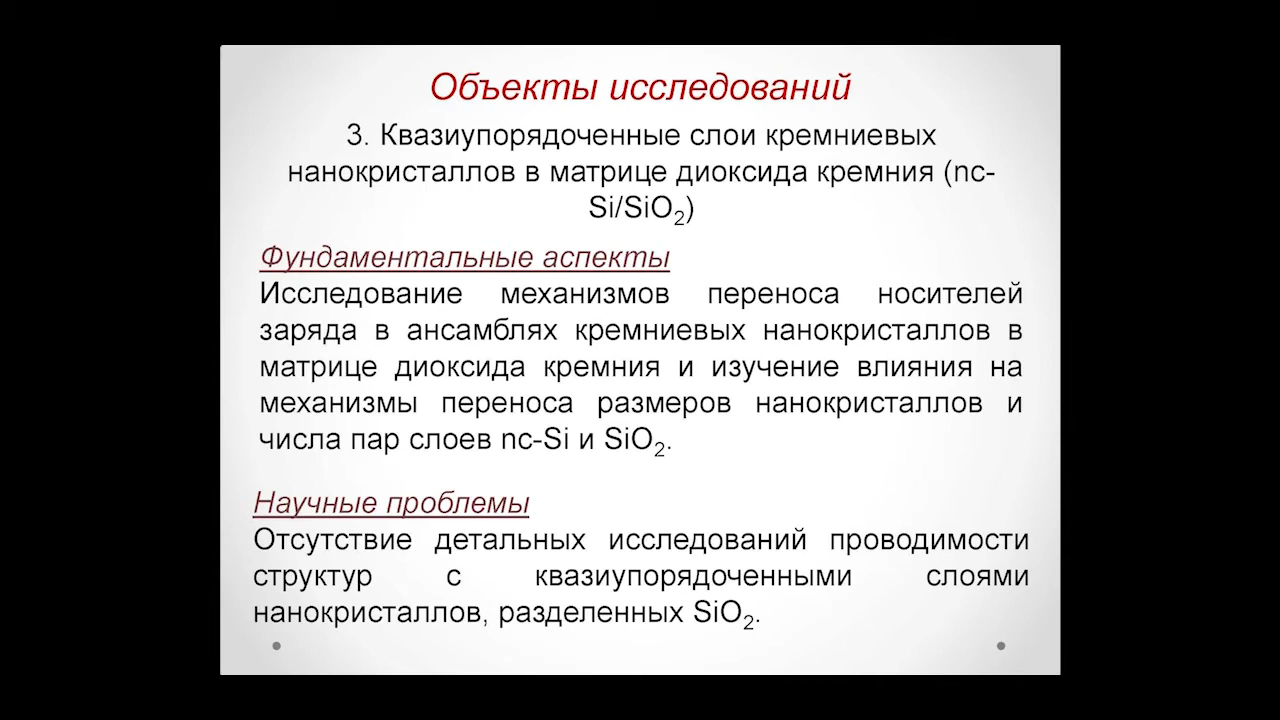 Объекты исследований
3. Квазиупорядоченные слои кремниевых
нанокристаллов в матрице диоксида кремния (nc-
Si/SiO₂)
Фундаментальные аспекты
Исследование механизмов переноса носителей
заряда в ансамблях кремниевых нанокристаллов в
матрице диоксида кремния и изучение влияния на
механизмы переноса размеров нанокристаллов и
числа пар слоев nc-Si и SiO₂.
Научные проблемы
Отсутствие детальных исследований проводимости
структур с квазиупорядоченными слоями
нанокристаллов, разделенных SiO₂.